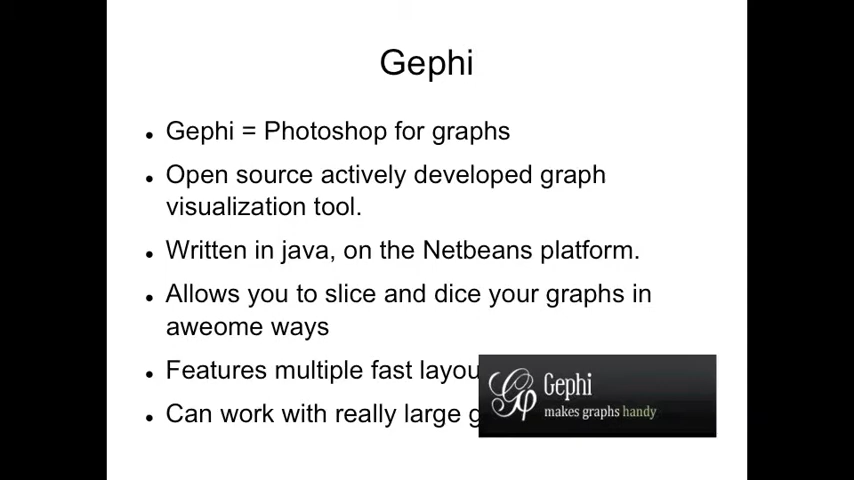 Gephi
Gephi = Photoshop for graphs
Open source actively developed graph
visualization tool.
Written in java, on the Netbeans platform.
Allows you to slice and dice your graphs in
aweome ways
Features multiple fast
Can work with really large
Gephi
makes graphs handy